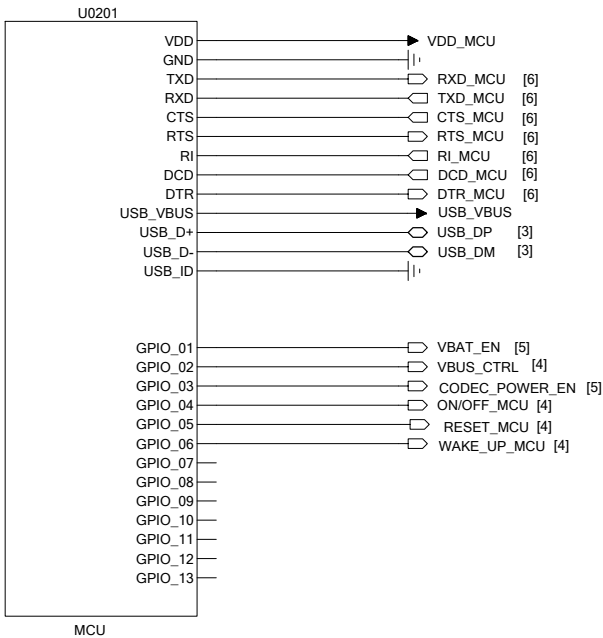 U0201
VDD VDD_MCU
GND
TXD RXD_MCU [6]
RXD TXD_MCU [6]
CTS CTS_MCU [6]
RTS RTS_MCU [6]
RI RI_MCU [6]
DCD DCD_MCU [6]
DTR DTR_MCU [6]
USB_VBUS USB_VBUS
USB_D+ USB_DP [3]
USB_D- USB_DM [3]
USB_ID
GPIO_01 VBAT_EN [5]
GPIO_02 VBUS_CTRL [4]
GPIO_03 CODEC_POWER_EN [5]
GPIO_04 ON/OFF_MCU [4]
GPIO_05 RESET_MCU [4]
GPIO_06 WAKE_UP_MCU [4]
GPIO_07
GPIO_08
GPIO_09
GPIO_10
GPIO_11
GPIO_12
GPIO_13
MCU